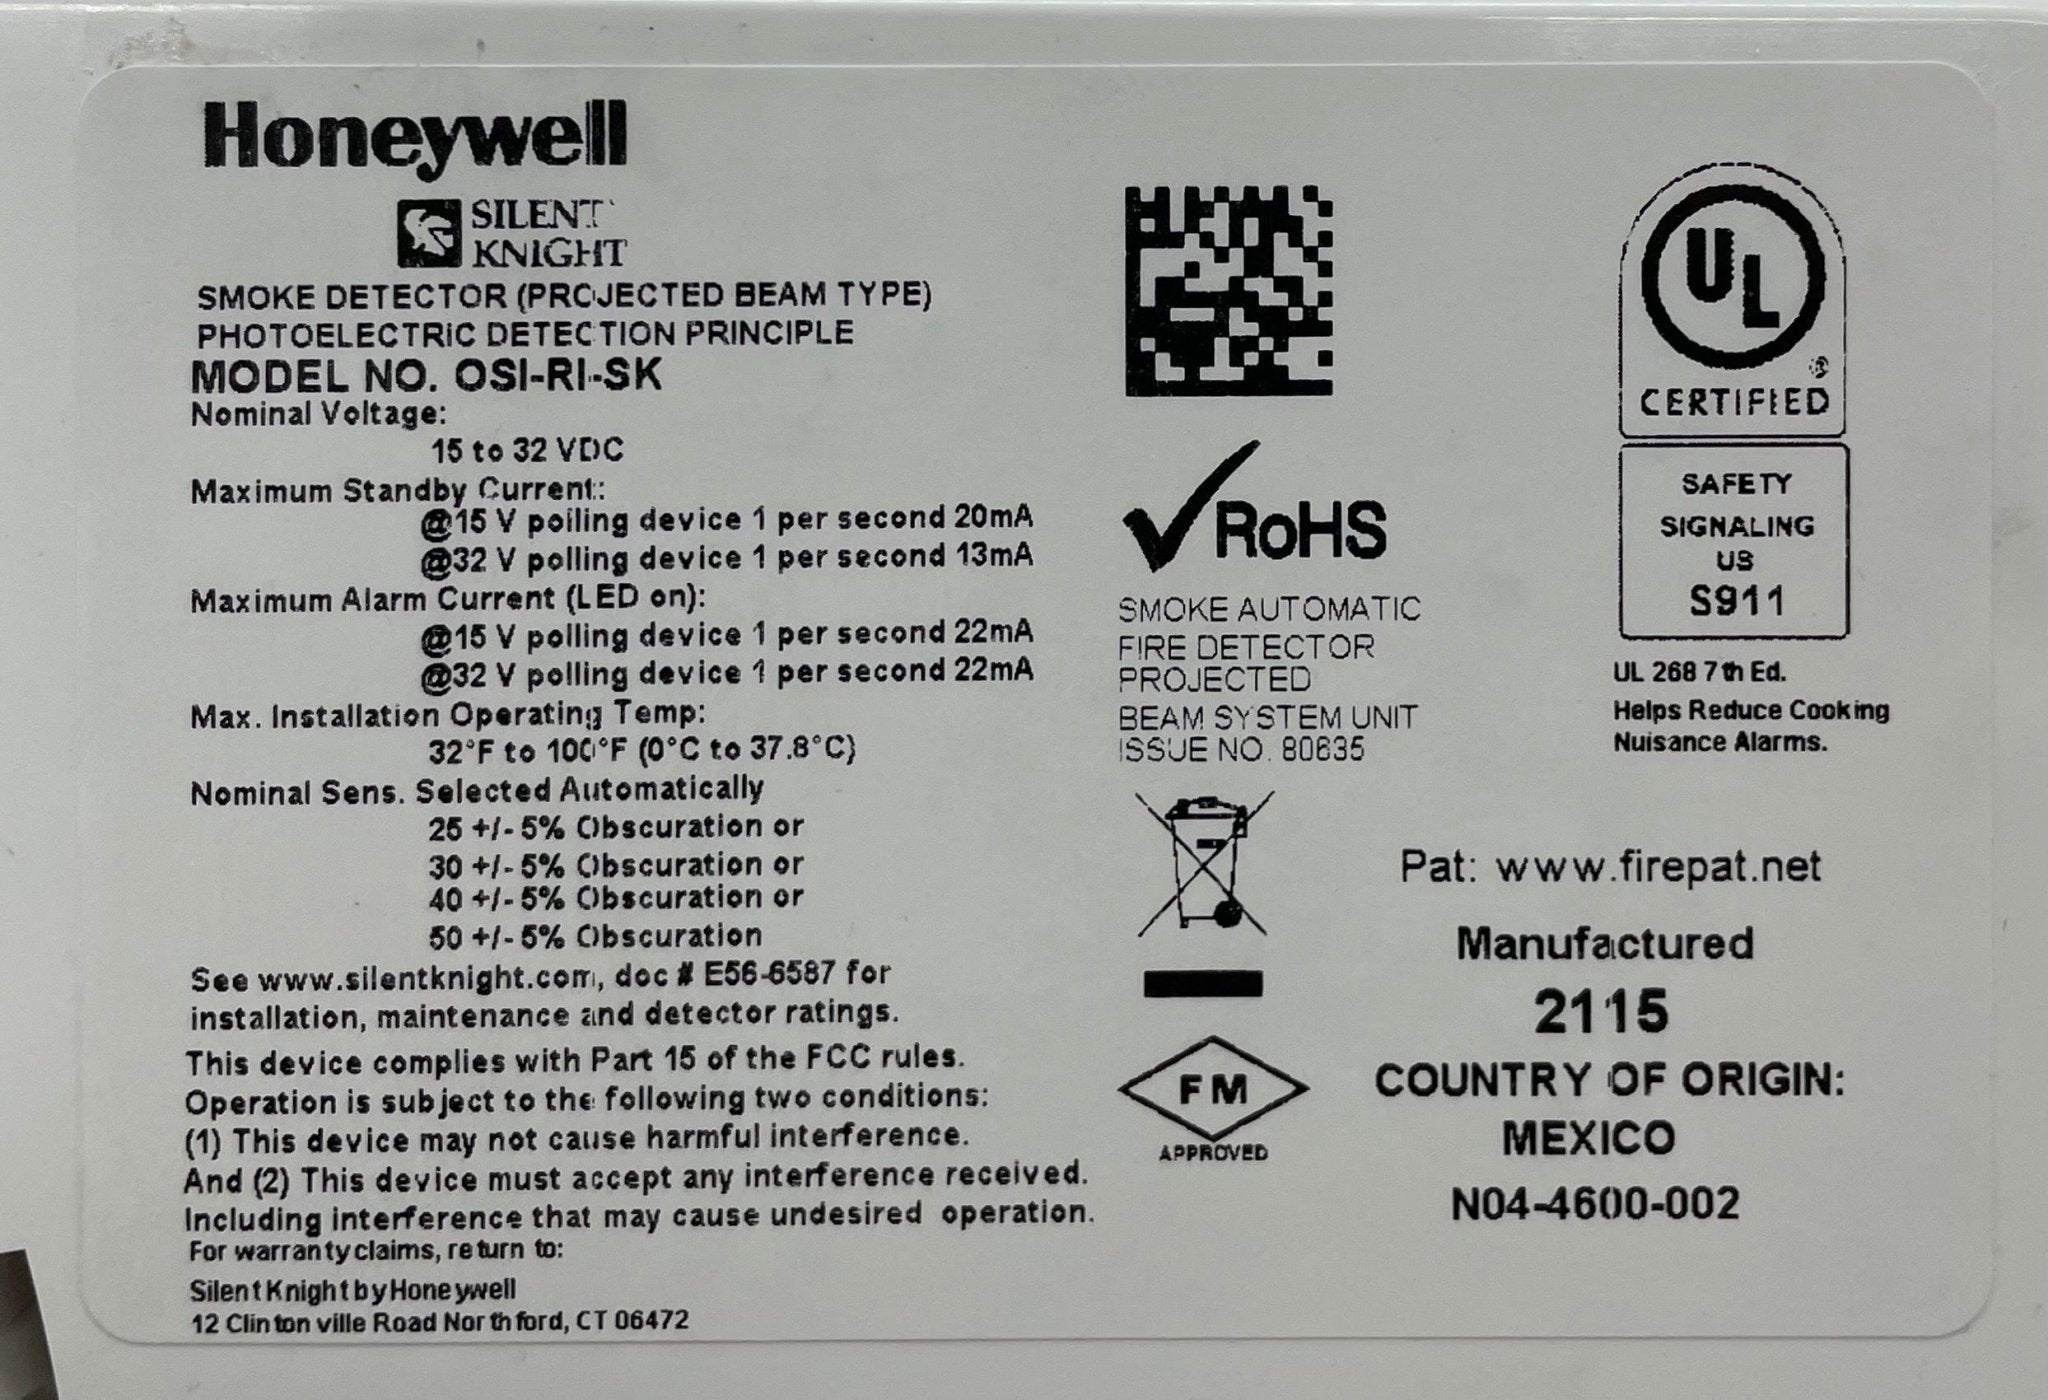 Honeywell
SILENT
KNIGHT
SMOKE DETECTOR (PROJECTED BEAM TYPE)
PHOTOELECTRIC DETECTION PRINCIPLE
MODEL NO. OSI-RI-SK
Nominal Voltage:
15 to 32 VDC
Maximum Standby Current:
@15 V polling device 1 per second 20mA
@32 V polling device 1 per second 13mA
Maximum Alarm Current (LED on):
@15 V polling device 1 per second 22mA
@32 V polling device 1 per second 22mA
Max. Installation Operating Temp:
32°F to 100°F (0°C to 37.8°C)
Nominal Sens. Selected Automatically
25 +/- 5% Obscuration or
30 +/- 5% Obscuration or
40 +/- 5% Obscuration or
50 +/- 5% Obscuration
See www.silentknight.com, doc # E56-6587 for
installation, maintenance and detector ratings.
This device complies with Part 15 of the FCC rules.
Operation is subject to the following two conditions:
(1) This device may not cause harmful interference.
And (2) This device must accept any interference received.
Including interference that may cause undesired operation.
For warranty claims, return to:
Silent Knight by Honeywell
12 Clintonville Road Northford, CT 06472
RoHS
SMOKE AUTOMATIC
FIRE DETECTOR
PROJECTED
BEAM SYSTEM UNIT
ISSUE NO. 80635
FM
APPROVED
UL
®
CERTIFIED
SAFETY
SIGNALING
US
S911
UL 268 7th Ed.
Helps Reduce Cooking
Nuisance Alarms.
Pat: www.firepat.net
Manufactured
2115
COUNTRY OF ORIGIN:
MEXICO
N04-4600-002